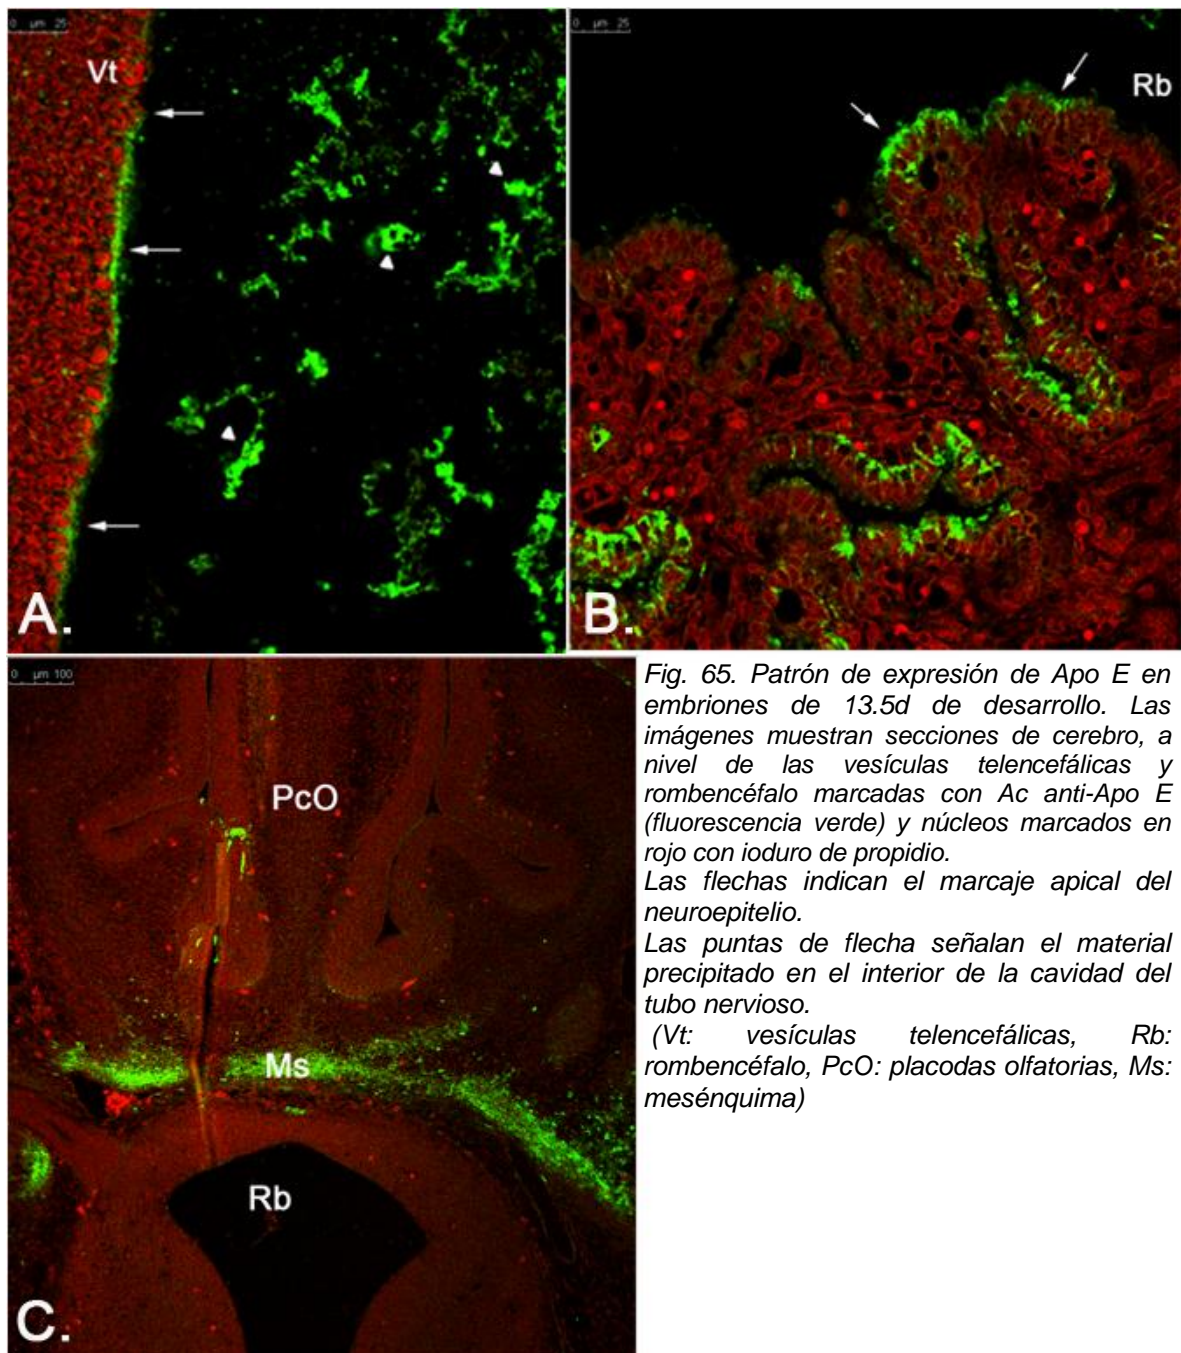 0 µm 25
Vt
A.
0 µm 25
Rb
B.
0 µm 100
PcO
Ms
Rb
C.
Fig. 65. Patrón de expresión de Apo E en
embriones de 13.5d de desarrollo. Las
imágenes muestran secciones de cerebro, a
nivel de las vesículas telencefálicas y
rombencéfalo marcadas con Ac anti-Apo E
(fluorescencia verde) y núcleos marcados en
rojo con ioduro de propidio.
Las flechas indican el marcaje apical del
neuroepitelio.
Las puntas de flecha señalan el material
precipitado en el interior de la cavidad del
tubo nervioso.
(Vt: vesículas telencefálicas, Rb:
rombencéfalo, PcO: placodas olfatorias, Ms:
mesénquima)